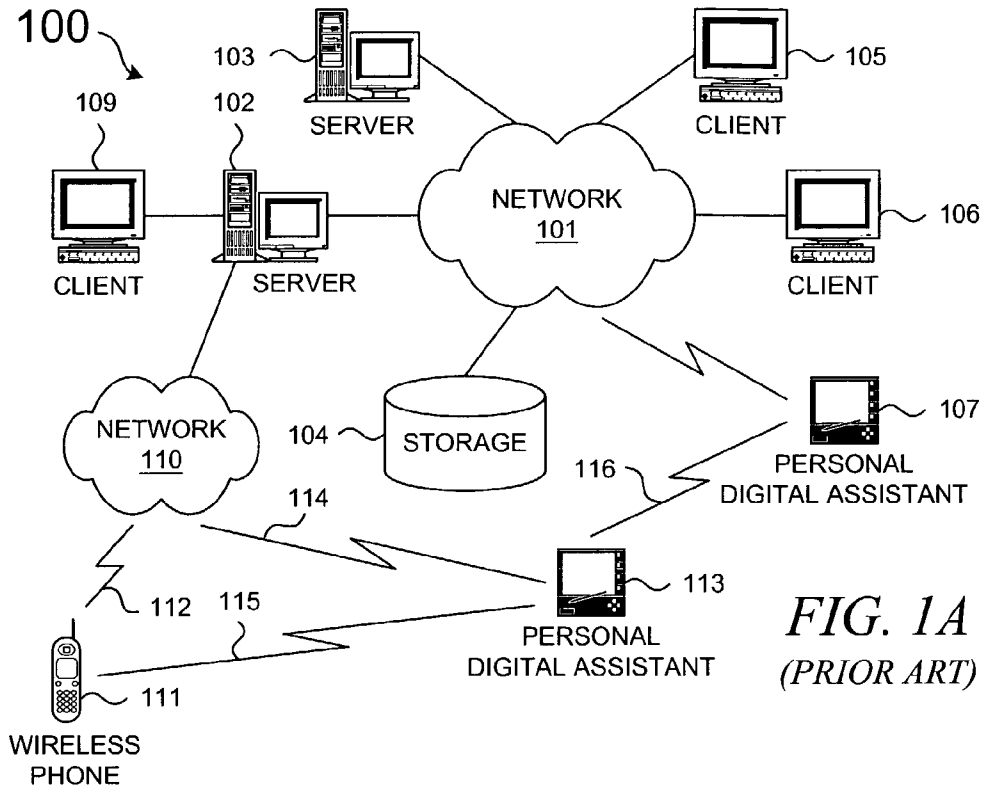 100
103
SERVER
105
CLIENT
109
102
CLIENT
SERVER
NETWORK
101
106
CLIENT
NETWORK
110
104
STORAGE
107
PERSONAL
DIGITAL ASSISTANT
116
114
112
115
113
PERSONAL
DIGITAL ASSISTANT
111
WIRELESS
PHONE
FIG. 1A
(PRIOR ART)